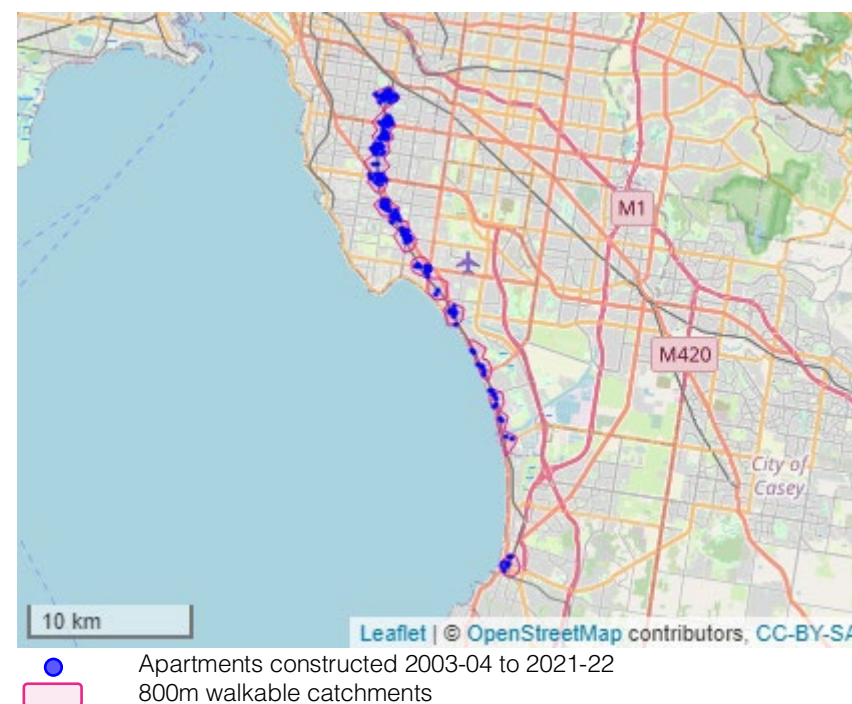 M1
M420
City of
Casey
10 km
Leaflet | © OpenStreetMap contributors, CC-BY-SA
Apartments constructed 2003-04 to 2021-22
800m walkable catchments